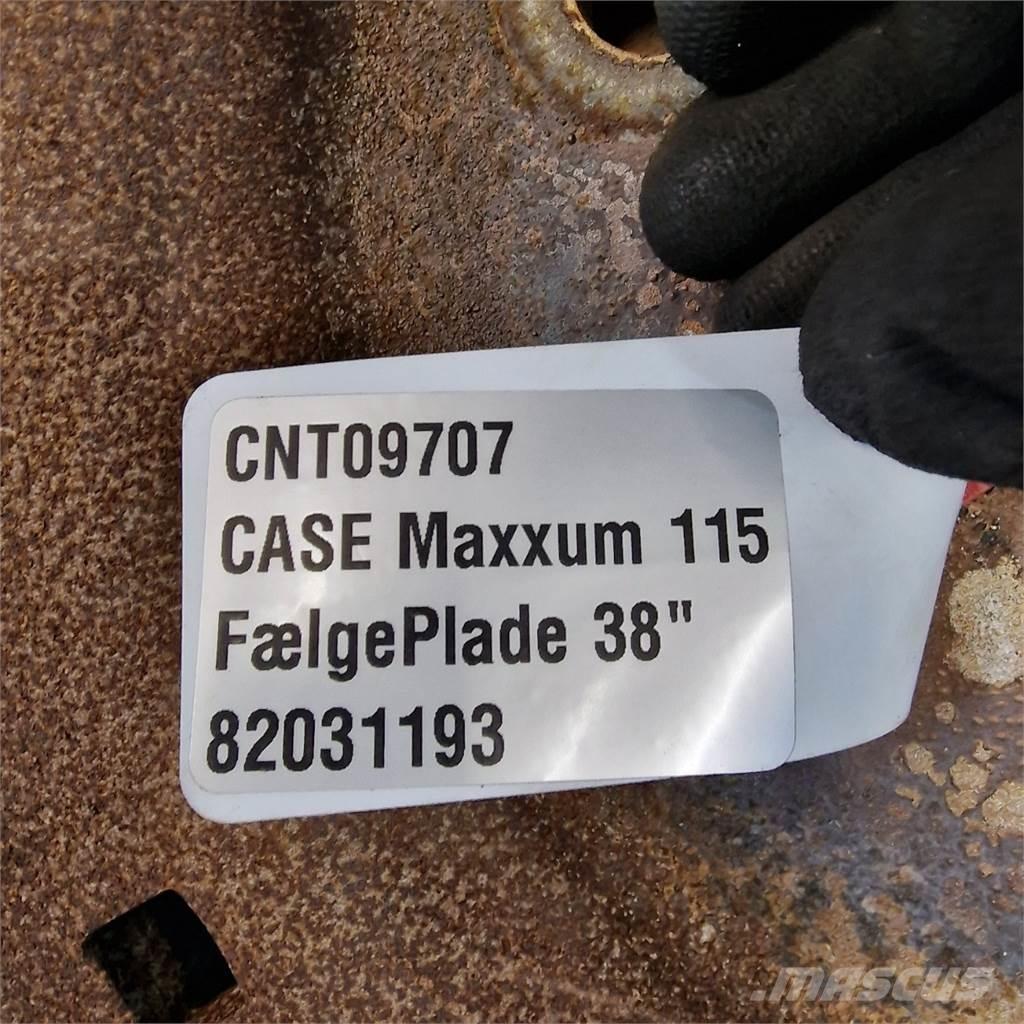 CNT09707
CASE Maxxum 115
FælgePlade 38"
82031193
MASCUS